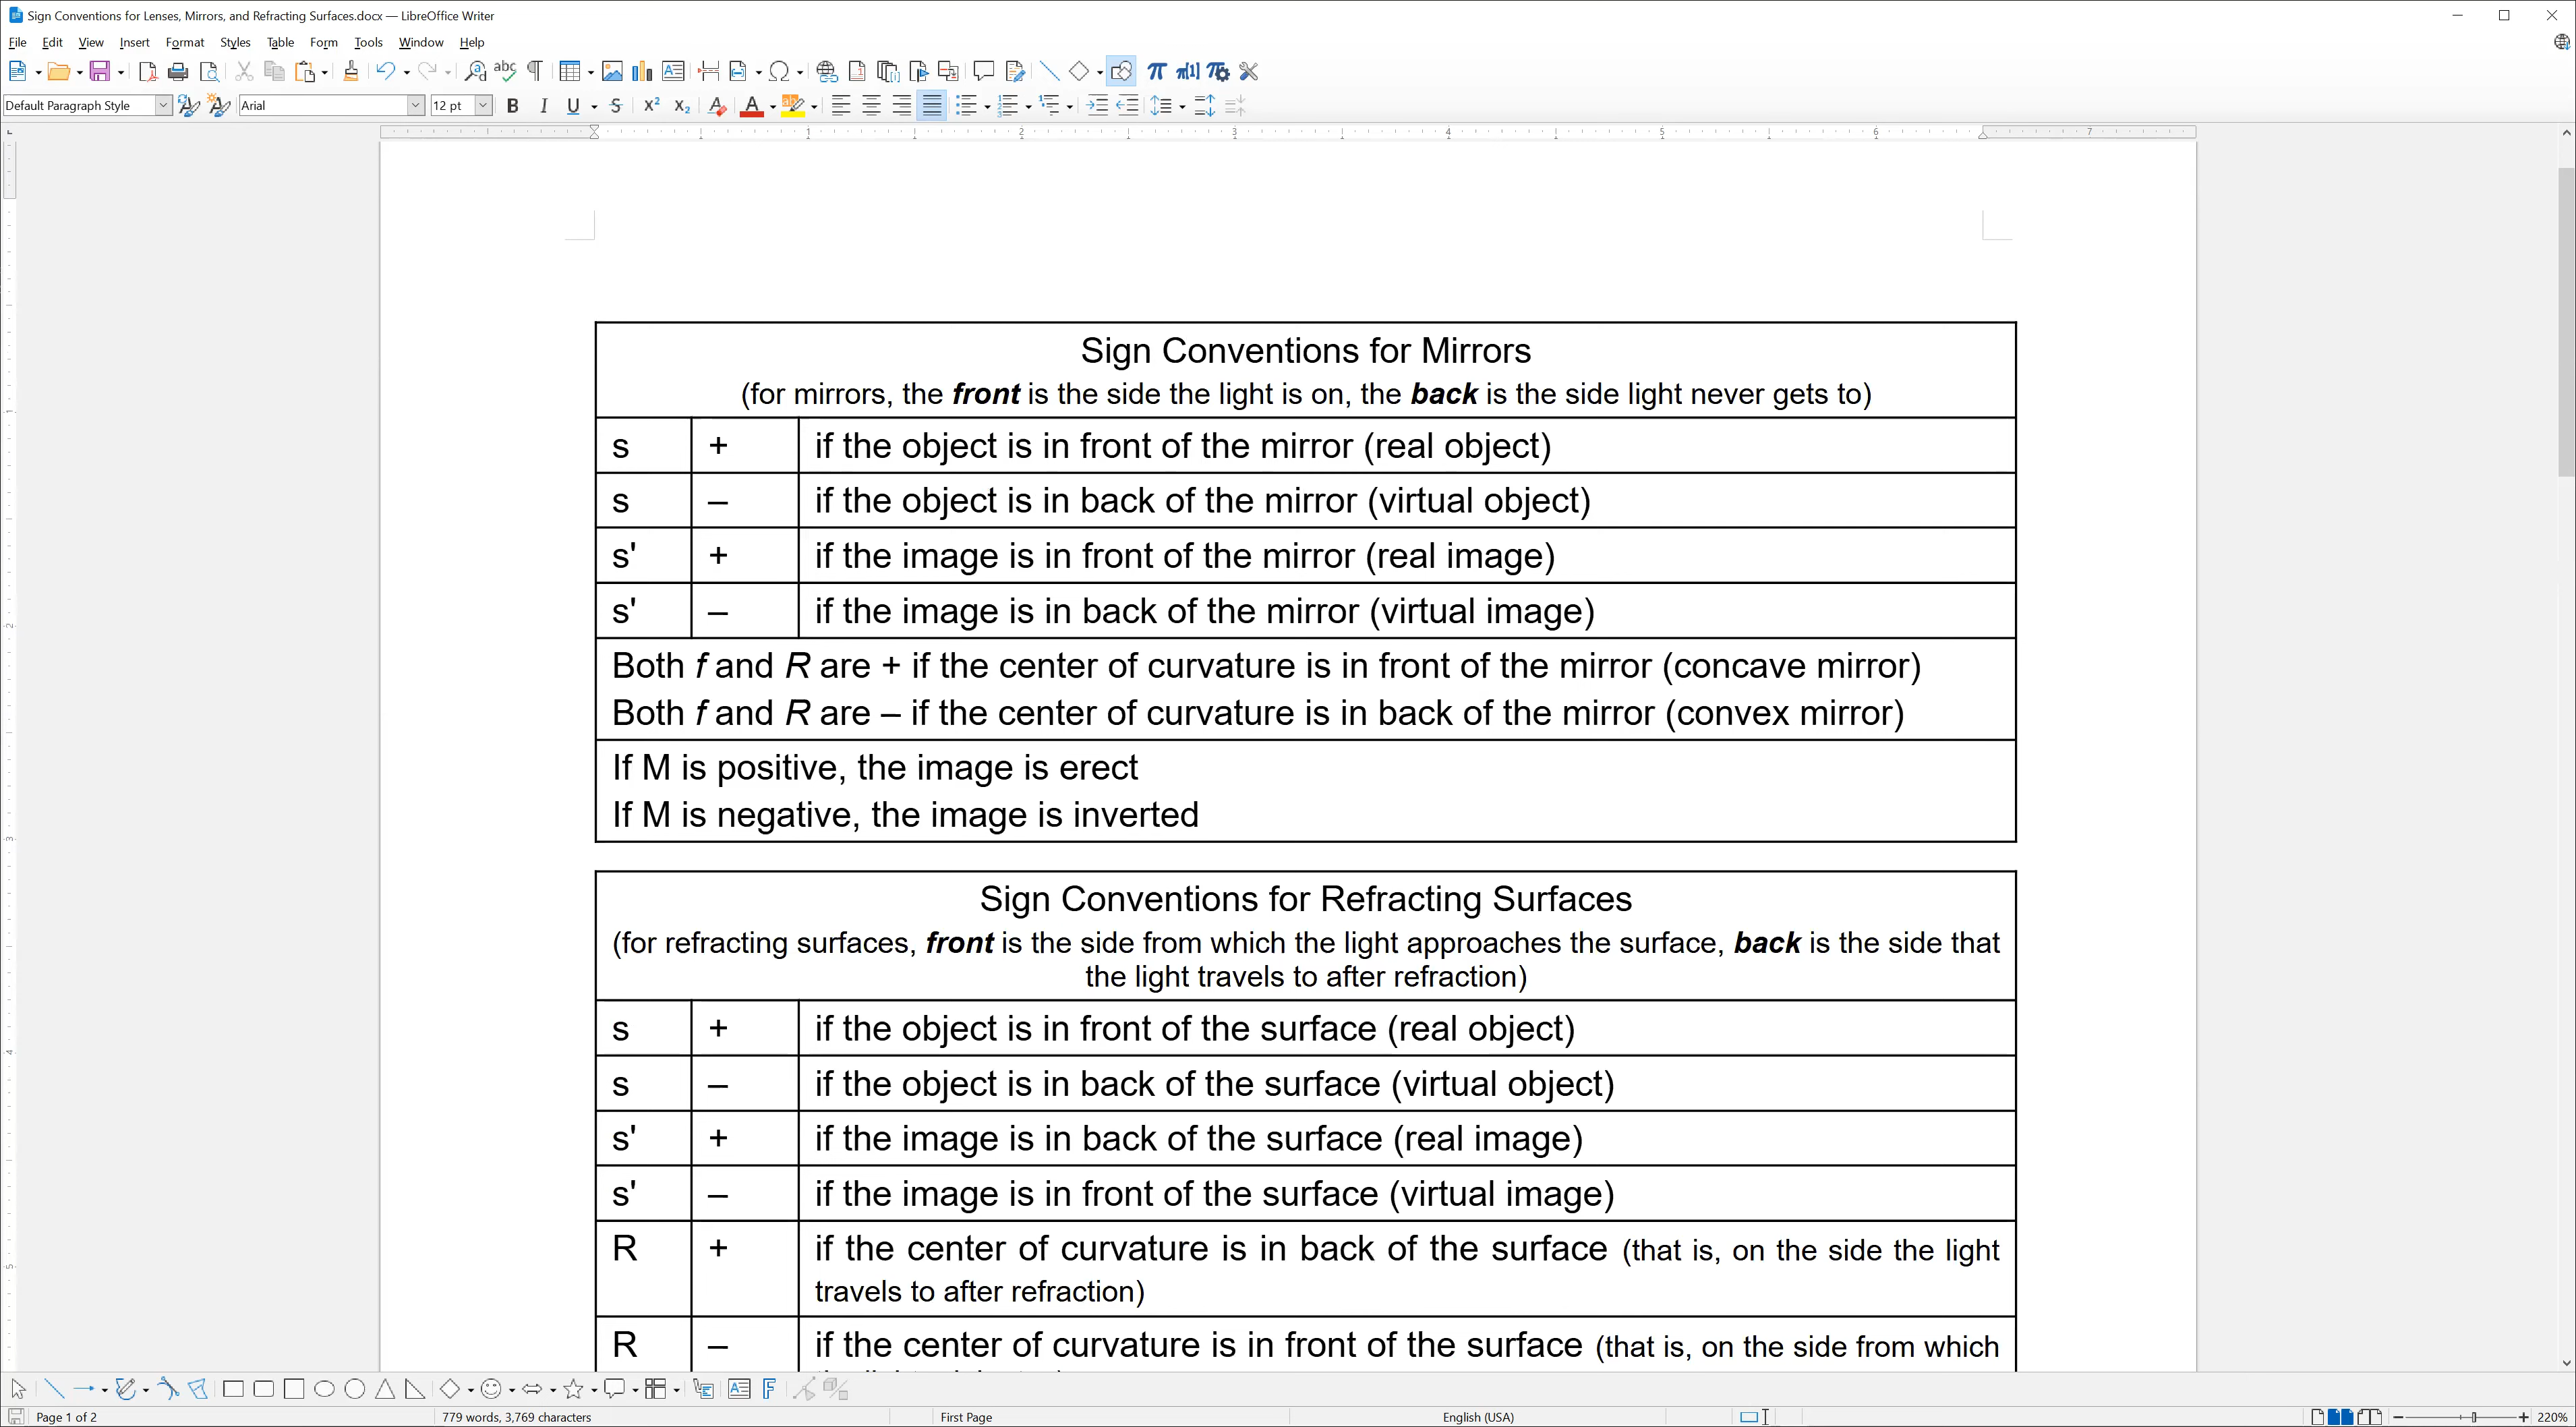 Sign Conventions for Lenses, Mirrors, and Refracting Surfaces.docx — LibreOffice Writer
File Edit View Insert Format Styles Table Form Tools Window Help
Default Paragraph Style Arial 12 pt
1 2 3 4 5 6 7
Sign Conventions for Mirrors
(for mirrors, the front is the side the light is on, the back is the side light never gets to)
s + if the object is in front of the mirror (real object)
s – if the object is in back of the mirror (virtual object)
s' + if the image is in front of the mirror (real image)
s' – if the image is in back of the mirror (virtual image)
Both f and R are + if the center of curvature is in front of the mirror (concave mirror)
Both f and R are – if the center of curvature is in back of the mirror (convex mirror)
If M is positive, the image is erect
If M is negative, the image is inverted
Sign Conventions for Refracting Surfaces
(for refracting surfaces, front is the side from which the light approaches the surface, back is the side that
the light travels to after refraction)
s + if the object is in front of the surface (real object)
s – if the object is in back of the surface (virtual object)
s' + if the image is in back of the surface (real image)
s' – if the image is in front of the surface (virtual image)
R + if the center of curvature is in back of the surface (that is, on the side the light
travels to after refraction)
R – if the center of curvature is in front of the surface (that is, on the side from which
Page 1 of 2 779 words, 3,769 characters First Page English (USA) 220%